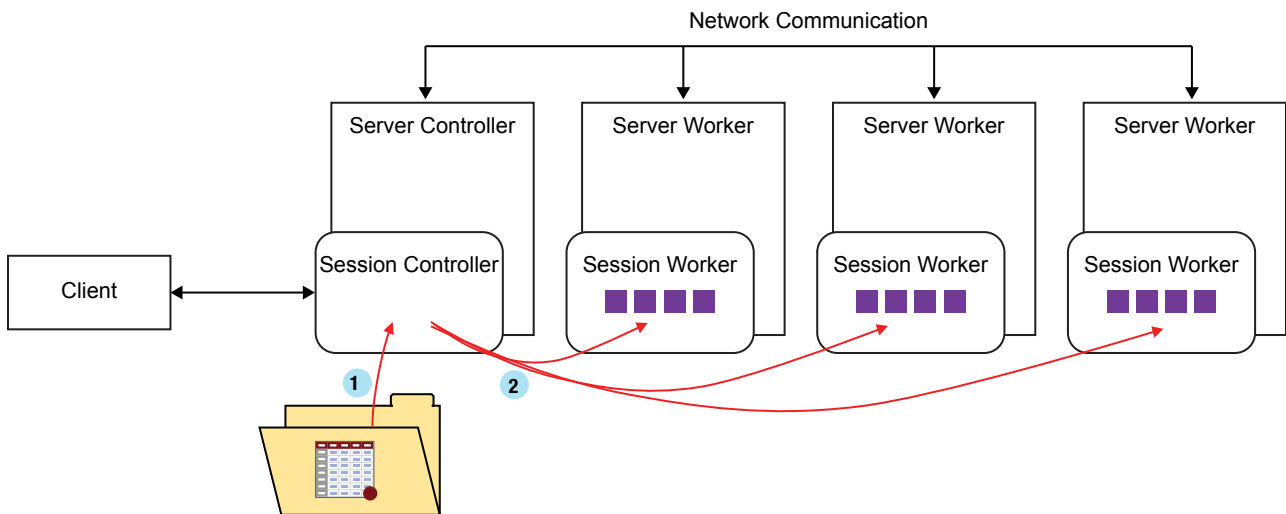 Network Communication
Server Controller
Server Worker
Server Worker
Server Worker
Client
Session Controller
Session Worker
Session Worker
Session Worker
1
2